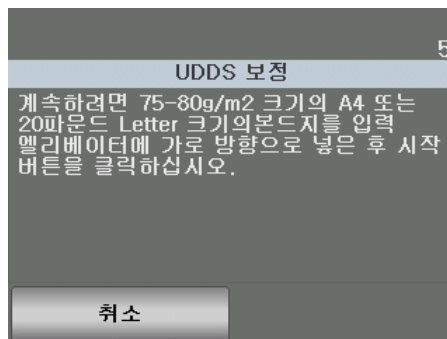 5
UDDS 보정
계속하려면 75-80g/m2 크기의 A4 또는
20파운드 Letter 크기의본드지를 입력
엘리베이터에 가로 방향으로 넣은 후 시작
버튼을 클릭하십시오.
취소